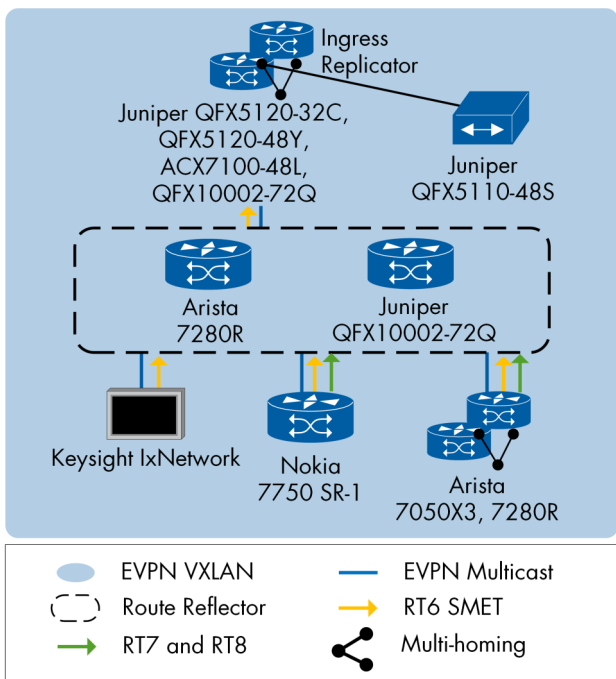 Ingress
Replicator
Juniper QFX5120-32C,
QFX5120-48Y,
ACX7100-48L,
QFX10002-72Q
Juniper
QFX5110-48S
Arista
7280R
Juniper
QFX10002-72Q
Keysight IxNetwork
Nokia
7750 SR-1
Arista
7050X3, 7280R
EVPN VXLAN
EVPN Multicast
Route Reflector
RT6 SMET
RT7 and RT8
Multi-homing